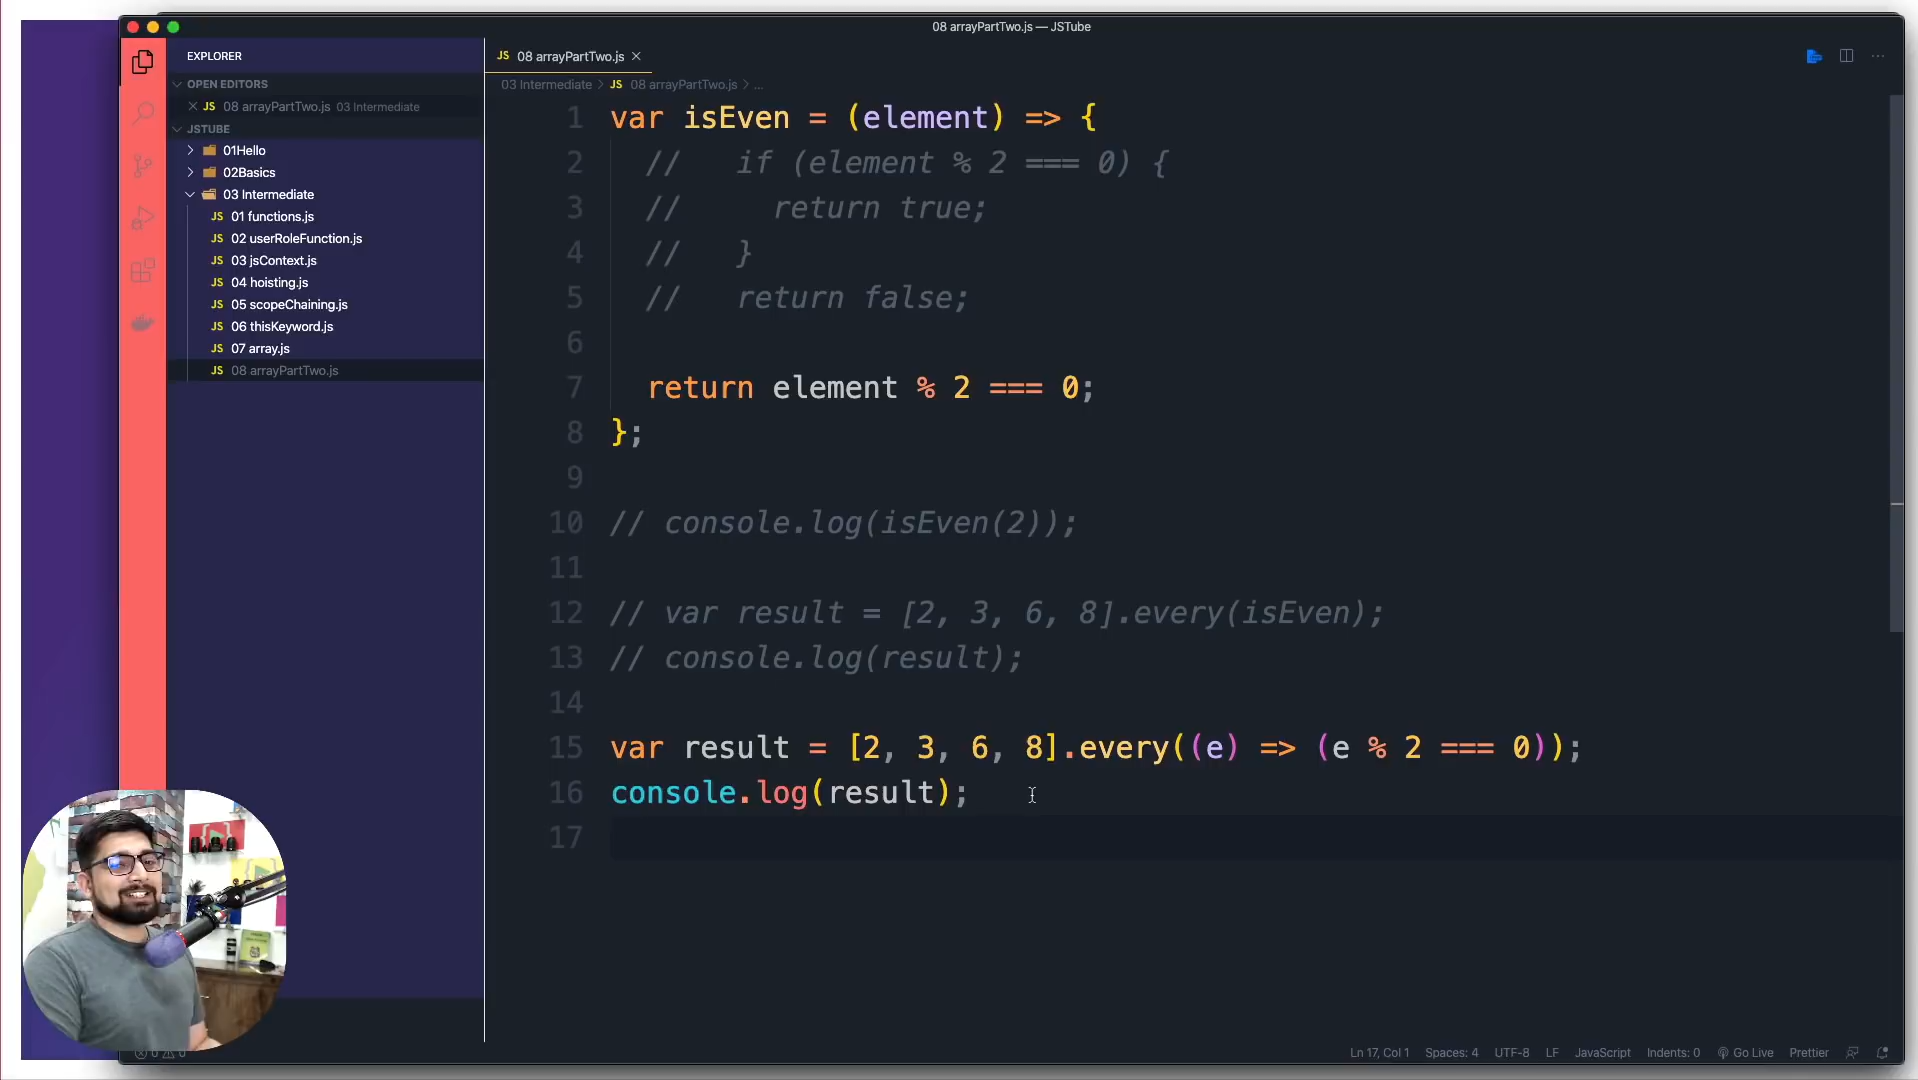 08 arrayPartTwo.js — JSTube
EXPLORER
OPEN EDITORS
JS 08 arrayPartTwo.js 03 Intermediate
JSTUBE
01Hello
02Basics
03 Intermediate
JS 01 functions.js
JS 02 userRoleFunction.js
JS 03 jsContext.js
JS 04 hoisting.js
JS 05 scopeChaining.js
JS 06 thisKeyword.js
JS 07 array.js
JS 08 arrayPartTwo.js
JS 08 arrayPartTwo.js
03 Intermediate > JS 08 arrayPartTwo.js > ...
1 var isEven = (element) => {
2 // if (element % 2 === 0) {
3 // return true;
4 // }
5 // return false;
6
7 return element % 2 === 0;
8 };
9
10 // console.log(isEven(2));
11
12 // var result = [2, 3, 6, 8].every(isEven);
13 // console.log(result);
14
15 var result = [2, 3, 6, 8].every((e) => (e % 2 === 0));
16 console.log(result);
17
0 0
Ln 17, Col 1 Spaces: 4 UTF-8 LF JavaScript Indents: 0 Go Live Prettier